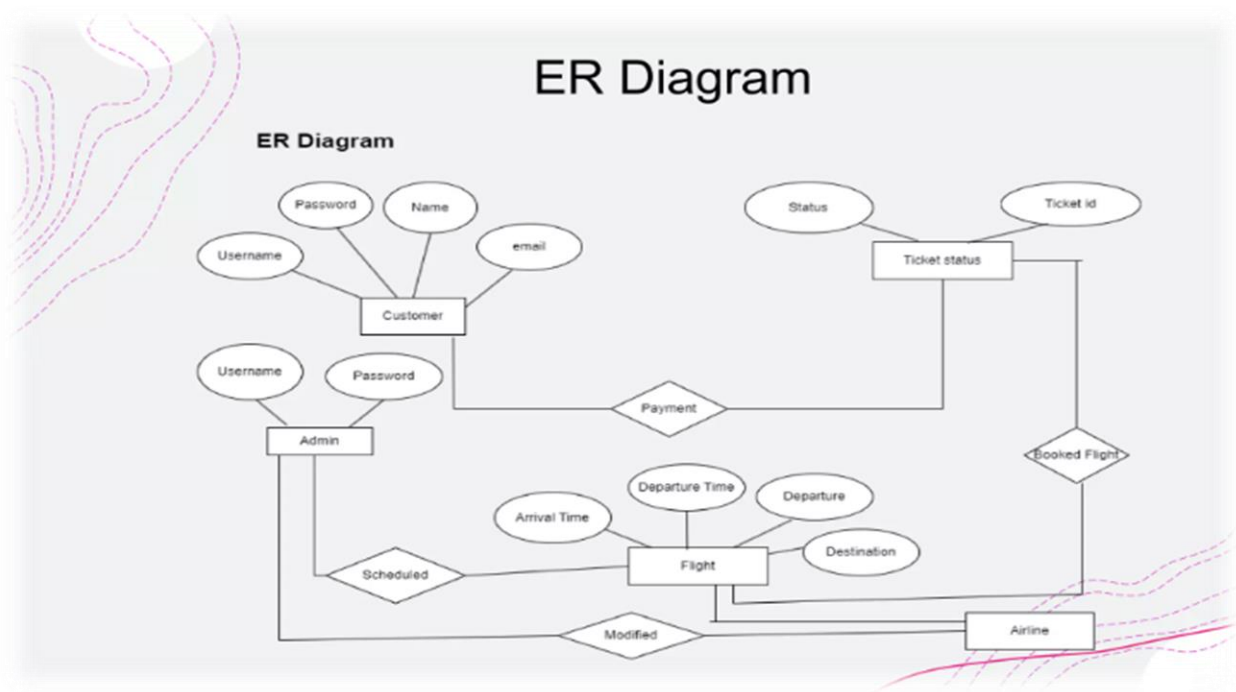 ER Diagram
ER Diagram
Password
Name
Status
Ticket id
Username
email
Ticket status
Customer
Username
Password
Payment
Admin
Booked Flight
Departure Time
Departure
Arrival Time
Destination
Scheduled
Flight
Modified
Airline